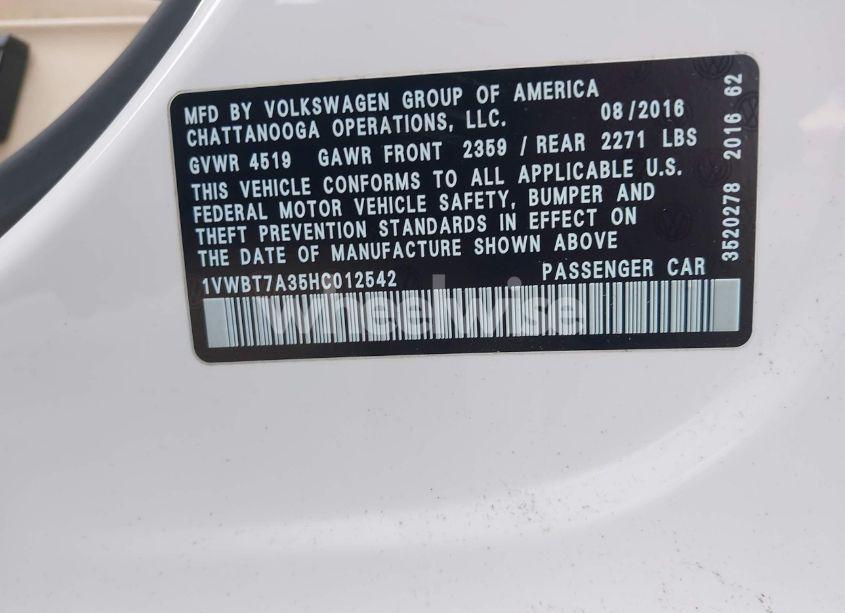 MFD BY VOLKSWAGEN GROUP OF AMERICA
CHATTANOOGA OPERATIONS, LLC. 08/2016
GVWR 4519 GAWR FRONT 2359 / REAR 2271 LBS
THIS VEHICLE CONFORMS TO ALL APPLICABLE U.S.
FEDERAL MOTOR VEHICLE SAFETY, BUMPER AND
THEFT PREVENTION STANDARDS IN EFFECT ON
THE DATE OF MANUFACTURE SHOWN ABOVE
1VWBT7A35HC012542 PASSENGER CAR
3520278 2016 62
wheelwise